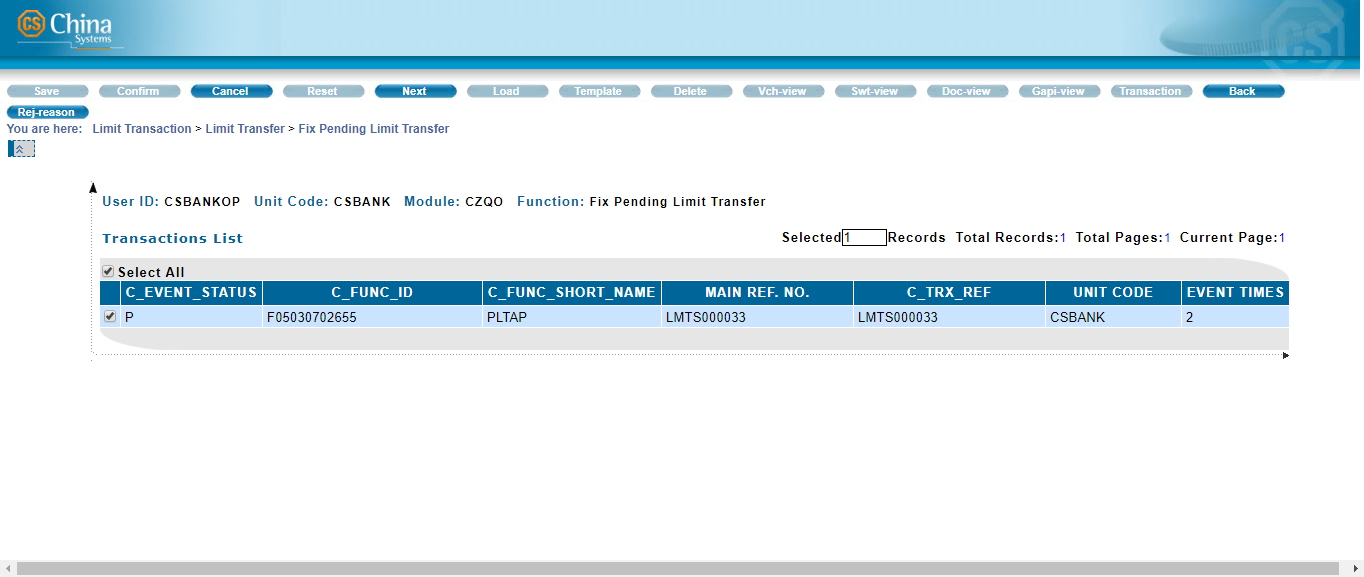 CS China
Systems
CS
Save Confirm Cancel Reset Next Load Template Delete Vch-view Swt-view Doc-view Gapi-view Transaction Back
Rej-reason
You are here: Limit Transaction > Limit Transfer > Fix Pending Limit Transfer
User ID: CSBANKOP Unit Code: CSBANK Module: CZQO Function: Fix Pending Limit Transfer
Transactions List Selected 1 Records Total Records:1 Total Pages:1 Current Page:1
Select All
C_EVENT_STATUS C_FUNC_ID C_FUNC_SHORT_NAME MAIN REF. NO. C_TRX_REF UNIT CODE EVENT TIMES
P F05030702655 PLTAP LMTS000033 LMTS000033 CSBANK 2